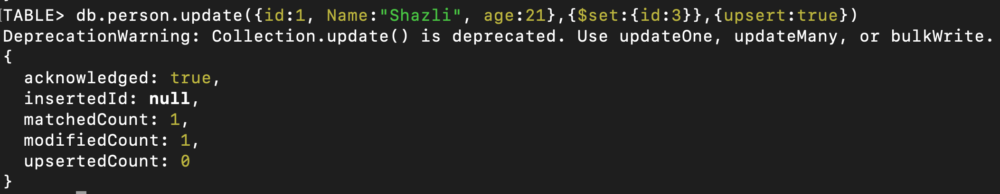 TABLE> db.person.update({id:1, Name:"Shazli", age:21},{$set:{id:3}},{upsert:true})
DeprecationWarning: Collection.update() is deprecated. Use updateOne, updateMany, or bulkWrite.
{
  acknowledged: true,
  insertedId: null,
  matchedCount: 1,
  modifiedCount: 1,
  upsertedCount: 0
}